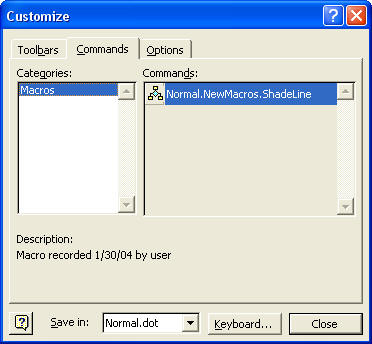 Customize
Toolbars Commands Options
Categories: Commands:
Macros Normal.NewMacros.ShadeLine
Description:
Macro recorded 1/30/04 by user
Save in: Normal.dot Keyboard... Close